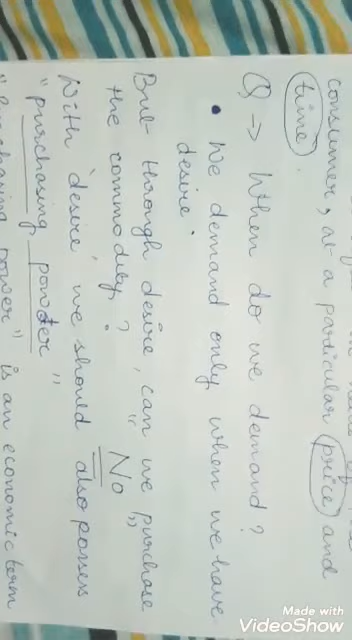 consumer, at a particular price and
time.
Q → When do we demand?
• We demand only when we have
desire.
But through desire, can we purchase
the commodity? "No"
With 'desire' we should also possess
"purchasing power"
"purchasing power" is an economic term
Made with
VideoShow